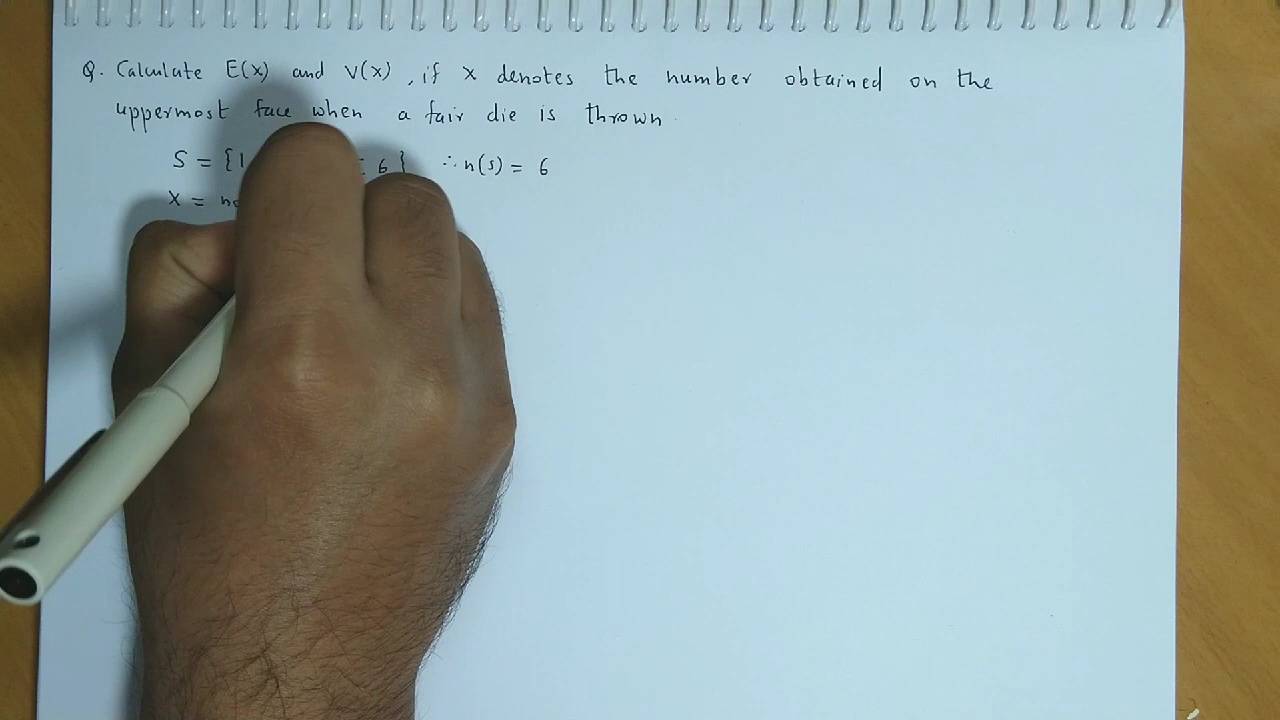 Q. Calculate E(x) and V(x), if x denotes the number obtained on the
uppermost face when a fair die is thrown.
S = {1 6} ∴ n(s) = 6
X =